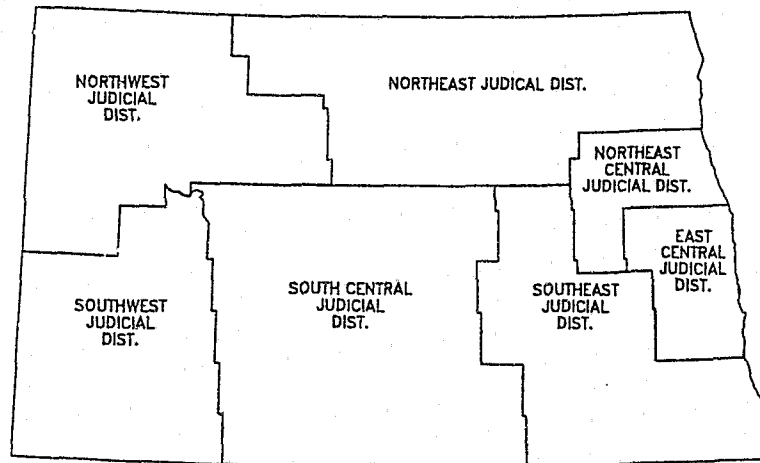 NORTHWEST
JUDICIAL
DIST.
NORTHEAST JUDICAL DIST.
NORTHEAST
CENTRAL
JUDICIAL DIST.
EAST
CENTRAL
JUDICIAL
DIST.
SOUTHWEST
JUDICIAL
DIST.
SOUTH CENTRAL
JUDICIAL
DIST.
SOUTHEAST
JUDICIAL
DIST.